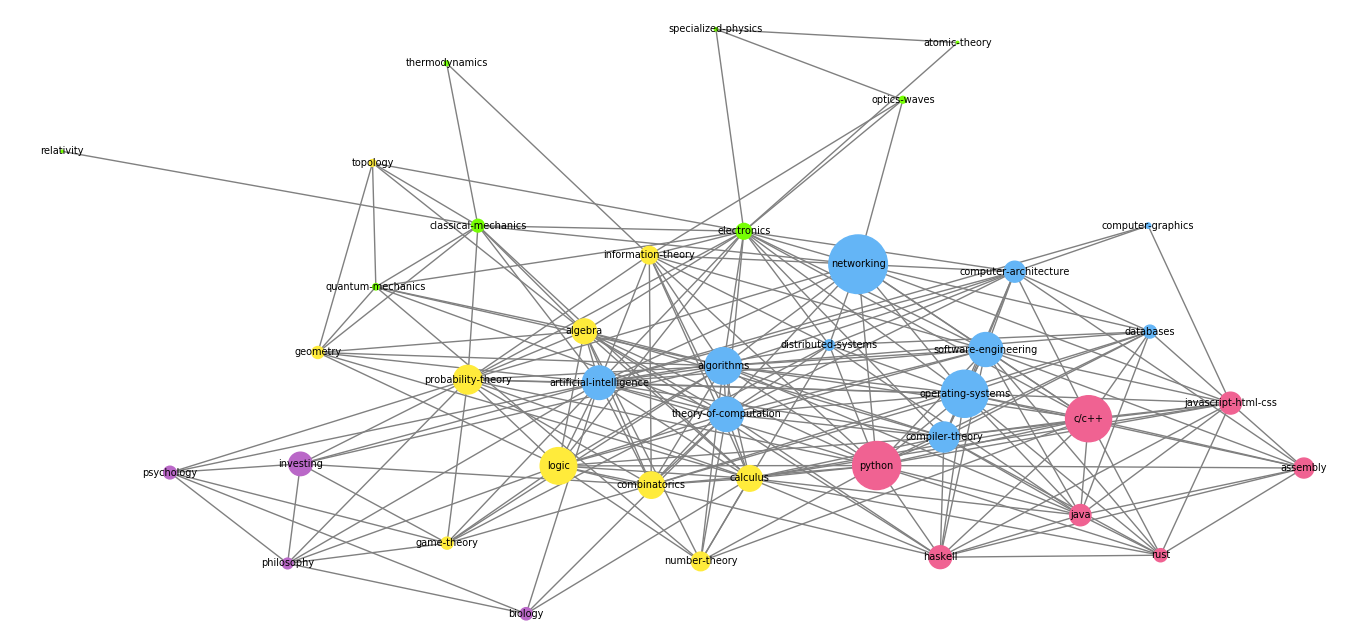 specialized-physics
atomic-theory
thermodynamics
optics-waves
relativity
topology
classical-mechanics
electronics
computer-graphics
information-theory
networking
computer-architecture
quantum-mechanics
algebra
databases
distributed-systems
geometry
software-engineering
algorithms
probability-theory
artificial-intelligence
operating-systems
javascript-html-css
theory-of-computation
c/c++
compiler-theory
investing
logic
python
assembly
psychology
calculus
combinatorics
java
game-theory
rust
haskell
number-theory
philosophy
biology